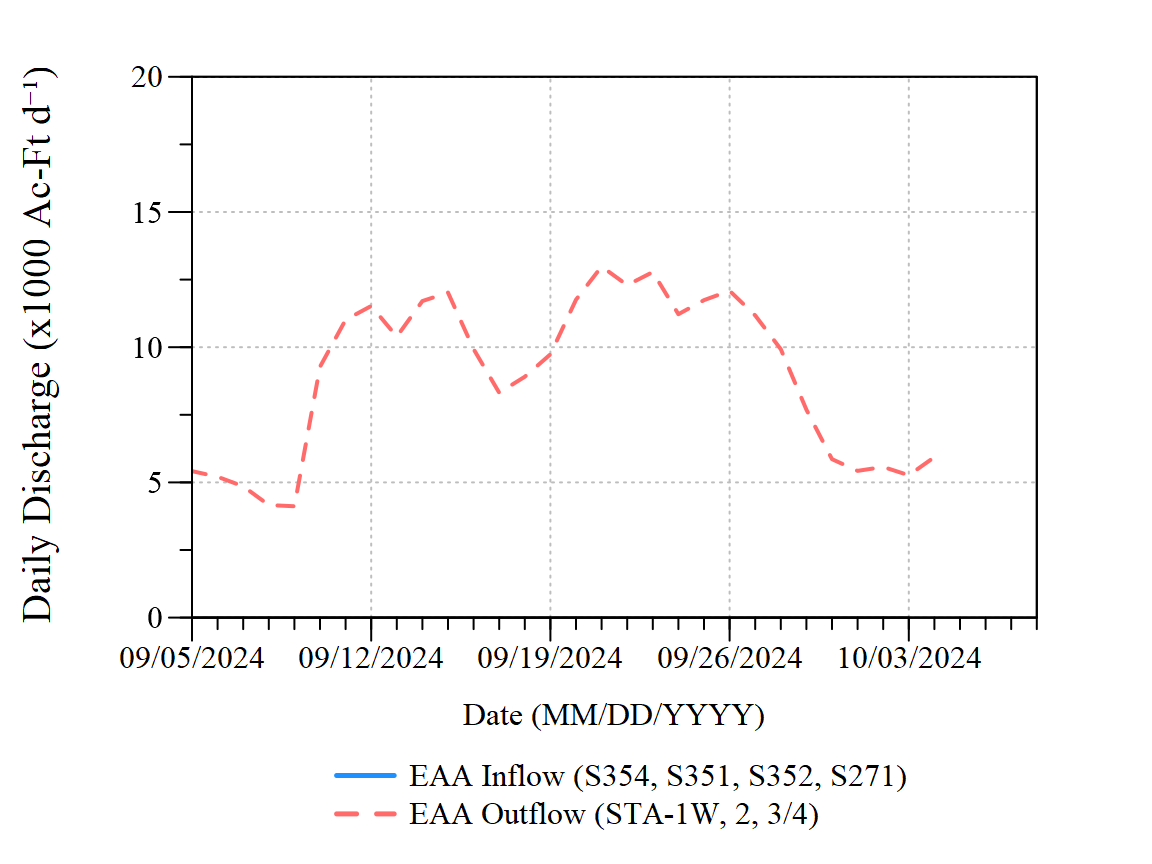 Daily Discharge (x1000 Ac-Ft d⁻¹)
20
15
10
5
0
09/05/2024 09/12/2024 09/19/2024 09/26/2024 10/03/2024
Date (MM/DD/YYYY)
EAA Inflow (S354, S351, S352, S271)
EAA Outflow (STA-1W, 2, 3/4)